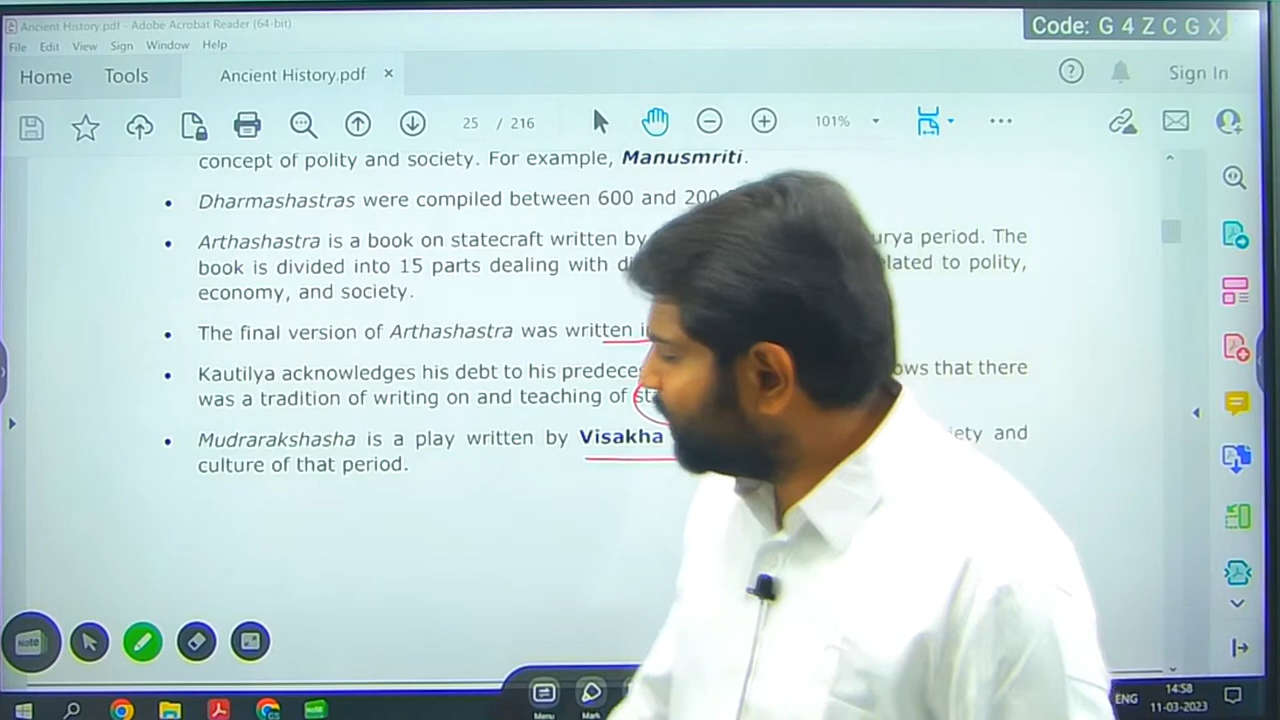 Ancient History.pdf - Adobe Acrobat Reader (64-bit)
Code: G 4 Z C G X
File Edit View Sign Window Help
Home Tools Ancient History.pdf × Sign In
25 / 216 101%
concept of polity and society. For example, Manusmriti.
• Dharmashastras were compiled between 600 and 200
• Arthashastra is a book on statecraft written by period. The
book is divided into 15 parts dealing with to polity,
economy, and society.
• The final version of Arthashastra was written
• Kautilya acknowledges his debt to his that there
was a tradition of writing on and teaching of
• Mudrarakshasha is a play written by Visakha and
culture of that period.
Note
Menu Mark
ENG 14:58
11-03-2023